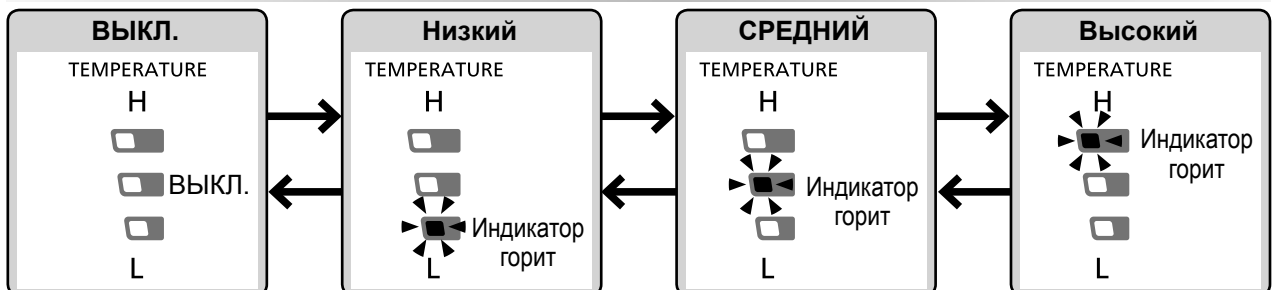 ВЫКЛ.
TEMPERATURE
H
ВЫКЛ.
L
Низкий
TEMPERATURE
H
Индикатор
горит
L
СРЕДНИЙ
TEMPERATURE
H
Индикатор
горит
L
Высокий
TEMPERATURE
H
Индикатор
горит
L